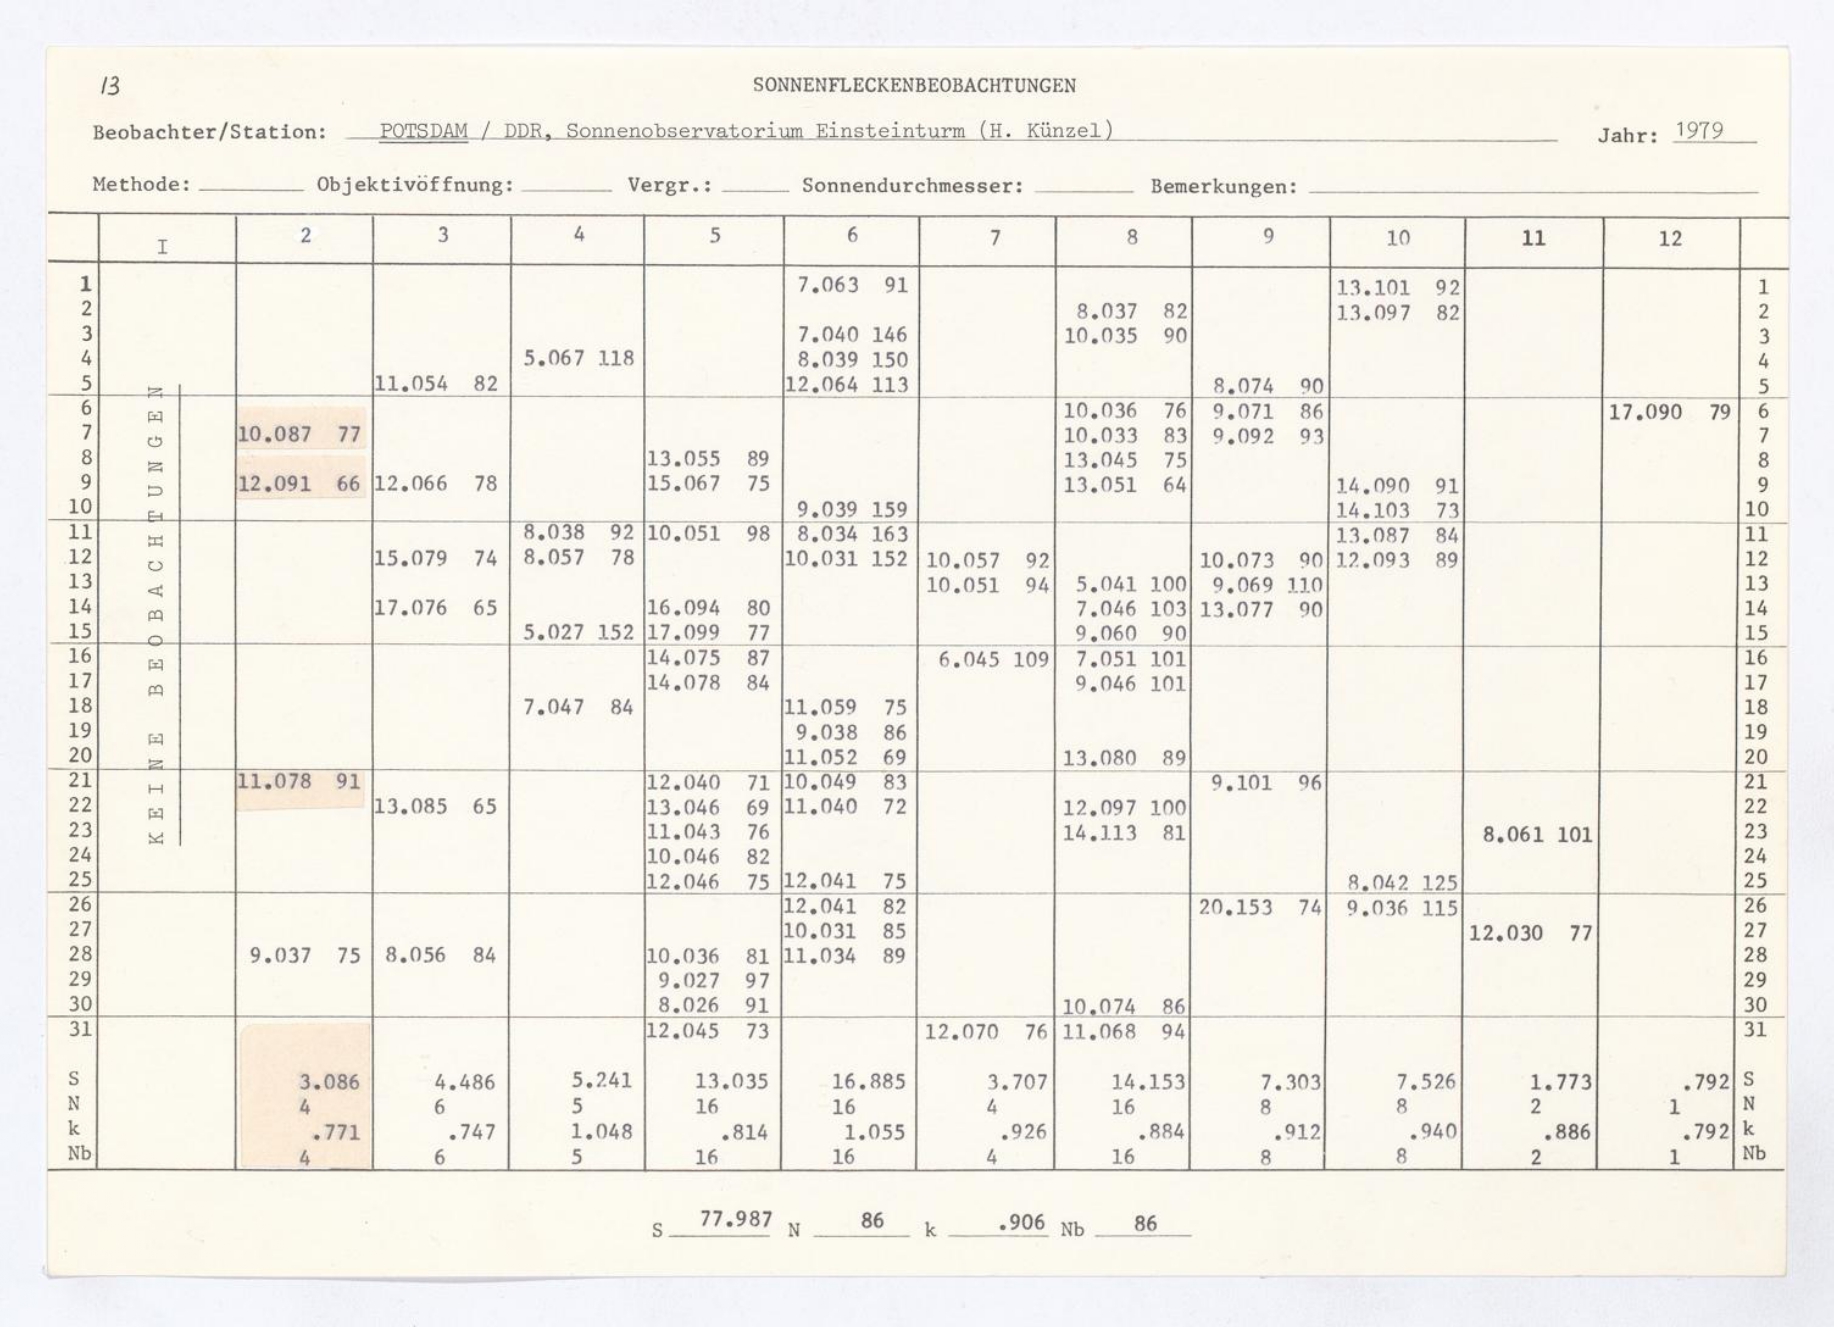 13
SONNENFLECKENBEOBACHTUNGEN
Beobachter/Station: POTSDAM / DDR, Sonnenobservatorium Einsteinturm (H. Künzel) Jahr: 1979
Methode: Objektivöffnung: Vergr.: Sonnendurchmesser: Bemerkungen:
I 2 3 4 5 6 7 8 9 10 11 12
KEINE BEOBACHTUNGEN
1 7.063 91 13.101 92 1
2 8.037 82 13.097 82 2
3 7.040 146 10.035 90 3
4 5.067 118 8.039 150 4
5 11.054 82 12.064 113 8.074 90 5
6 10.036 76 9.071 86 17.090 79 6
7 10.087 77 10.033 83 9.092 93 7
8 13.055 89 13.045 75 8
9 12.091 66 12.066 78 15.067 75 13.051 64 14.090 91 9
10 9.039 159 14.103 73 10
11 8.038 92 10.051 98 8.034 163 13.087 84 11
12 15.079 74 8.057 78 10.031 152 10.057 92 10.073 90 12.093 89 12
13 10.051 94 5.041 100 9.069 110 13
14 17.076 65 16.094 80 7.046 103 13.077 90 14
15 5.027 152 17.099 77 9.060 90 15
16 14.075 87 6.045 109 7.051 101 16
17 14.078 84 9.046 101 17
18 7.047 84 11.059 75 18
19 9.038 86 19
20 11.052 69 13.080 89 20
21 11.078 91 12.040 71 10.049 83 9.101 96 21
22 13.085 65 13.046 69 11.040 72 12.097 100 22
23 11.043 76 14.113 81 8.061 101 23
24 10.046 82 24
25 12.046 75 12.041 75 8.042 125 25
26 12.041 82 20.153 74 9.036 115 26
27 10.031 85 12.030 77 27
28 9.037 75 8.056 84 10.036 81 11.034 89 28
29 9.027 97 29
30 8.026 91 10.074 86 30
31 12.045 73 12.070 76 11.068 94 31
S 3.086 4.486 5.241 13.035 16.885 3.707 14.153 7.303 7.526 1.773 .792 S
N 4 6 5 16 16 4 16 8 8 2 1 N
k .771 .747 1.048 .814 1.055 .926 .884 .912 .940 .886 .792 k
Nb 4 6 5 16 16 4 16 8 8 2 1 Nb
S 77.987 N 86 k .906 Nb 86